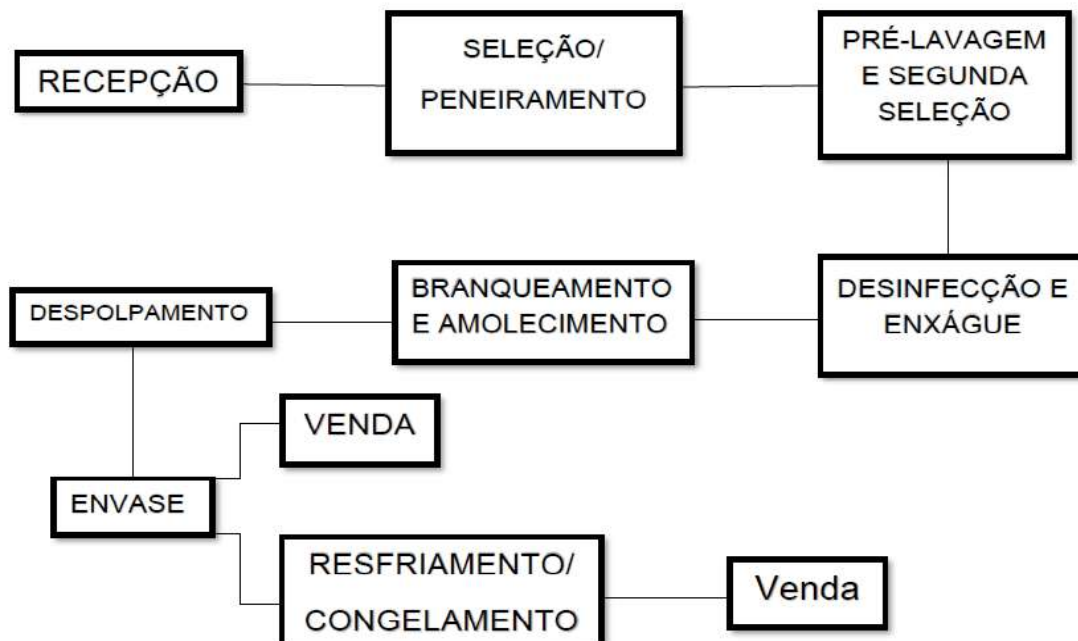 RECEPÇÃO
SELEÇÃO/
PENEIRAMENTO
PRÉ-LAVAGEM
E SEGUNDA
SELEÇÃO
DESINFECÇÃO E
ENXÁGUE
BRANQUEAMENTO
E AMOLECIMENTO
DESPOLPAMENTO
ENVASE
VENDA
RESFRIAMENTO/
CONGELAMENTO
Venda